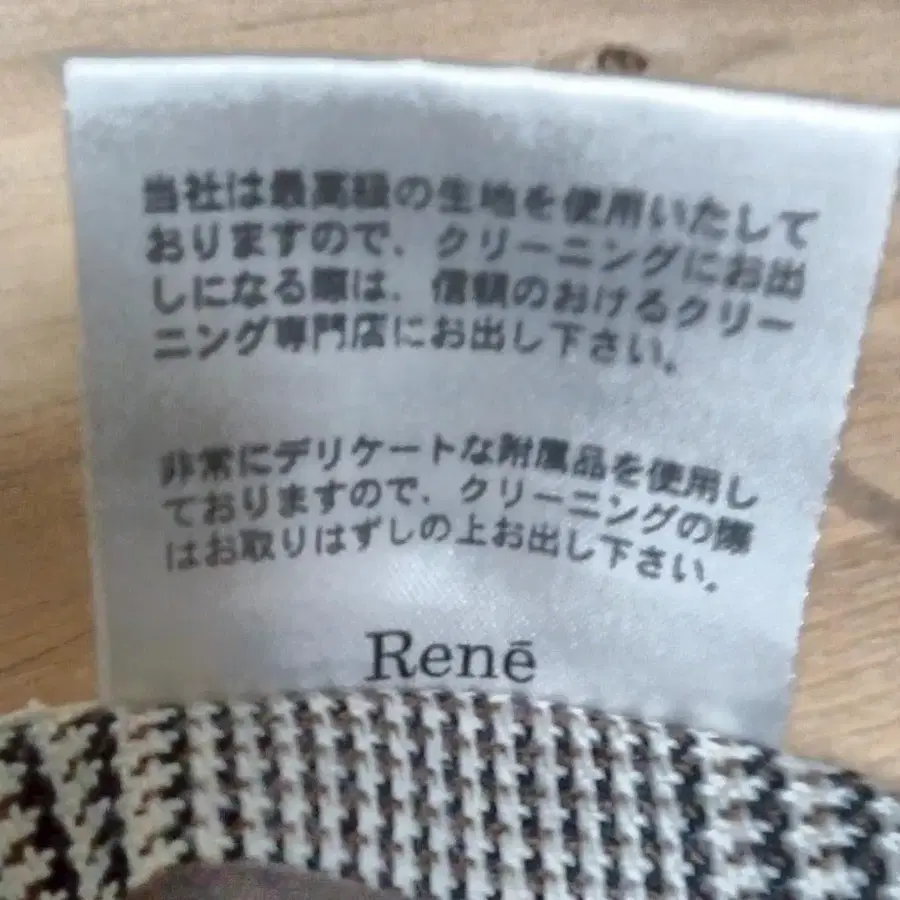 当社は最高級の生地を使用いたして
おりますので、クリーニングにお出
しになる際は、信頼のおけるクリー
ニング専門店にお出し下さい。
非常にデリケートな附属品を使用し
ておりますので、クリーニングの際
はお取りはずしの上お出し下さい。
René